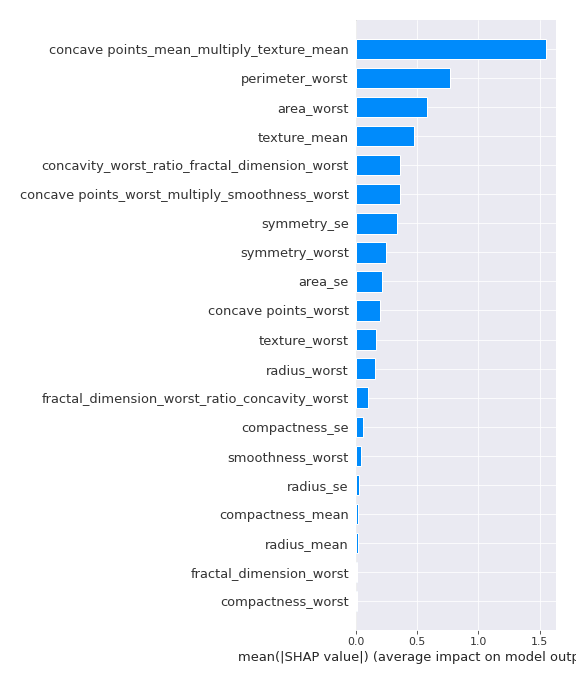 concave points_mean_multiply_texture_mean
perimeter_worst
area_worst
texture_mean
concavity_worst_ratio_fractal_dimension_worst
concave points_worst_multiply_smoothness_worst
symmetry_se
symmetry_worst
area_se
concave points_worst
texture_worst
radius_worst
fractal_dimension_worst_ratio_concavity_worst
compactness_se
smoothness_worst
radius_se
compactness_mean
radius_mean
fractal_dimension_worst
compactness_worst
0.0 0.5 1.0 1.5
mean(|SHAP value|) (average impact on model outp